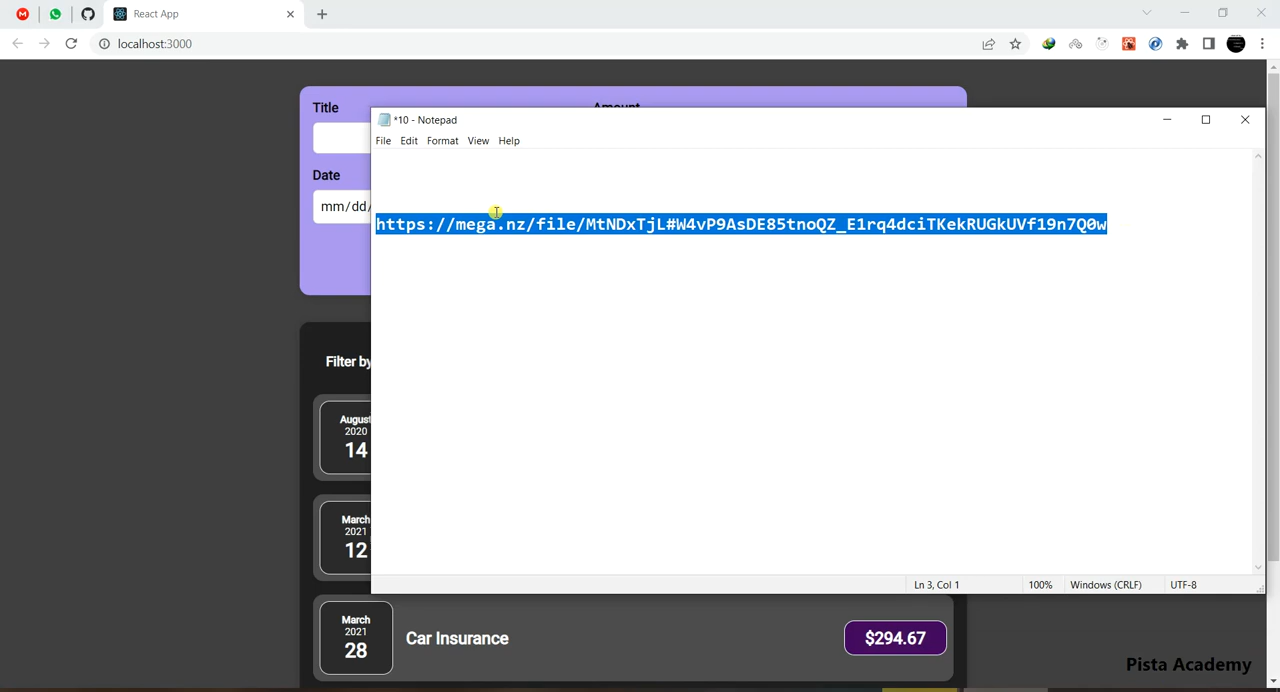 React App
localhost:3000
Title
Amount
*10 - Notepad
File Edit Format View Help
Date
mm/dd/
https://mega.nz/file/MtNDxTjL#W4vP9AsDE85tnoQZ_E1rq4dciTKekRUGkUVf19n7Q0w
Filter by
August
2020
14
March
2021
12
Ln 3, Col 1
100%
Windows (CRLF)
UTF-8
March
2021
28
Car Insurance
$294.67
Pista Academy